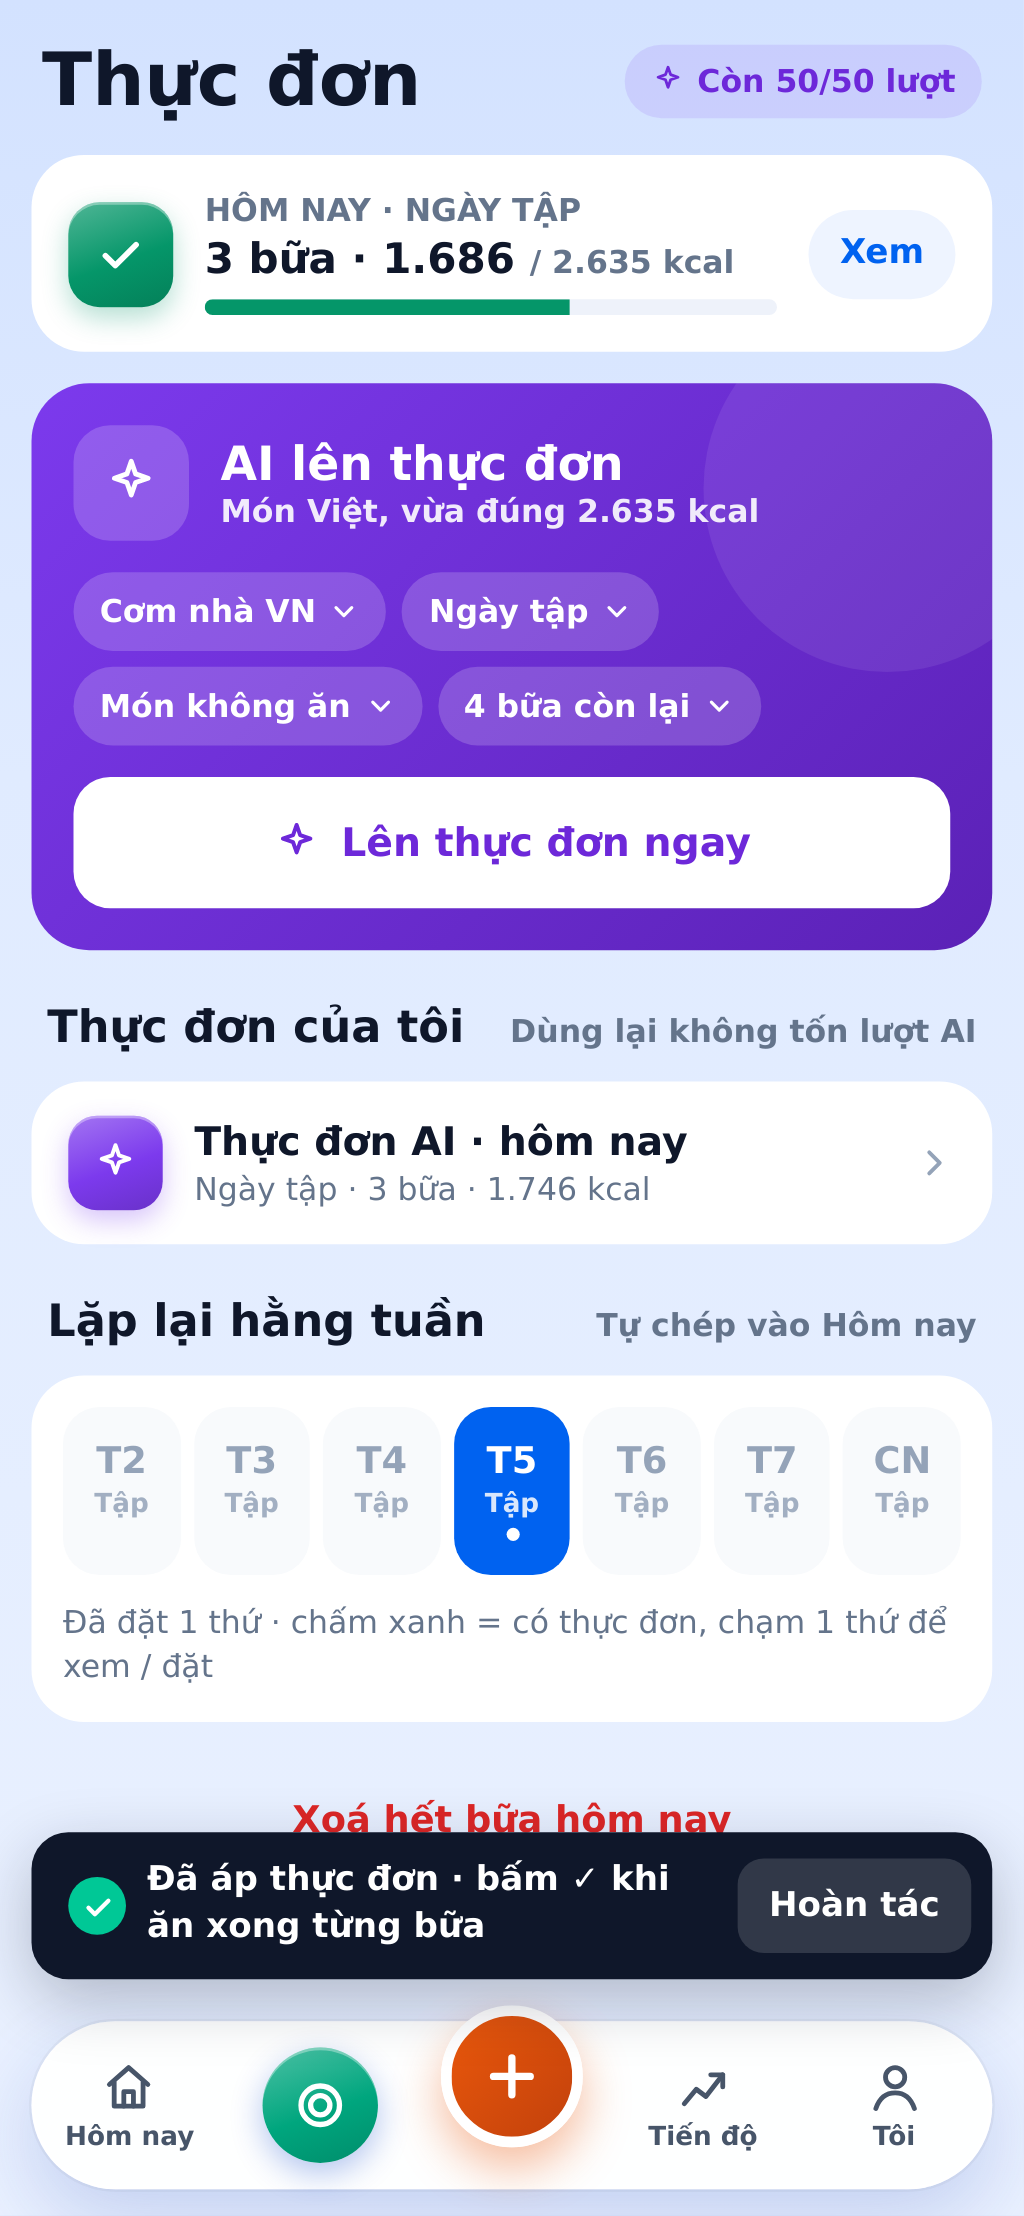 Thực đơn
Còn 50/50 lượt
HÔM NAY · NGÀY TẬP
3 bữa · 1.686 / 2.635 kcal
Xem
AI lên thực đơn
Món Việt, vừa đúng 2.635 kcal
Cơm nhà VN
Ngày tập
Món không ăn
4 bữa còn lại
Lên thực đơn ngay
Thực đơn của tôi
Dùng lại không tốn lượt AI
Thực đơn AI · hôm nay
Ngày tập · 3 bữa · 1.746 kcal
Lặp lại hằng tuần
Tự chép vào Hôm nay
T2 T3 T4 T5 T6 T7 CN
Tập Tập Tập Tập Tập Tập Tập
Đã đặt 1 thứ · chấm xanh = có thực đơn, chạm 1 thứ để
xem / đặt
Xoá hết bữa hôm nay
Đã áp thực đơn · bấm ✓ khi
ăn xong từng bữa
Hoàn tác
Hôm nay
Tiến độ
Tôi